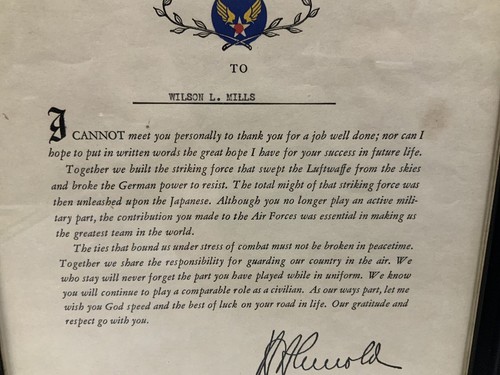 TO
WILSON L. MILLS
I CANNOT meet you personally to thank you for a job well done; nor can I
hope to put in written words the great hope I have for your success in future life.
Together we built the striking force that swept the Luftwaffe from the skies
and broke the German power to resist. The total might of that striking force was
then unleashed upon the Japanese. Although you no longer play an active mili-
tary part, the contribution you made to the Air Forces was essential in making us
the greatest team in the world.
The ties that bound us under stress of combat must not be broken in peacetime.
Together we share the responsibility for guarding our country in the air. We
who stay will never forget the part you have played while in uniform. We know
you will continue to play a comparable role as a civilian. As our ways part, let me
wish you God speed and the best of luck on your road in life. Our gratitude and
respect go with you.
HHArnold